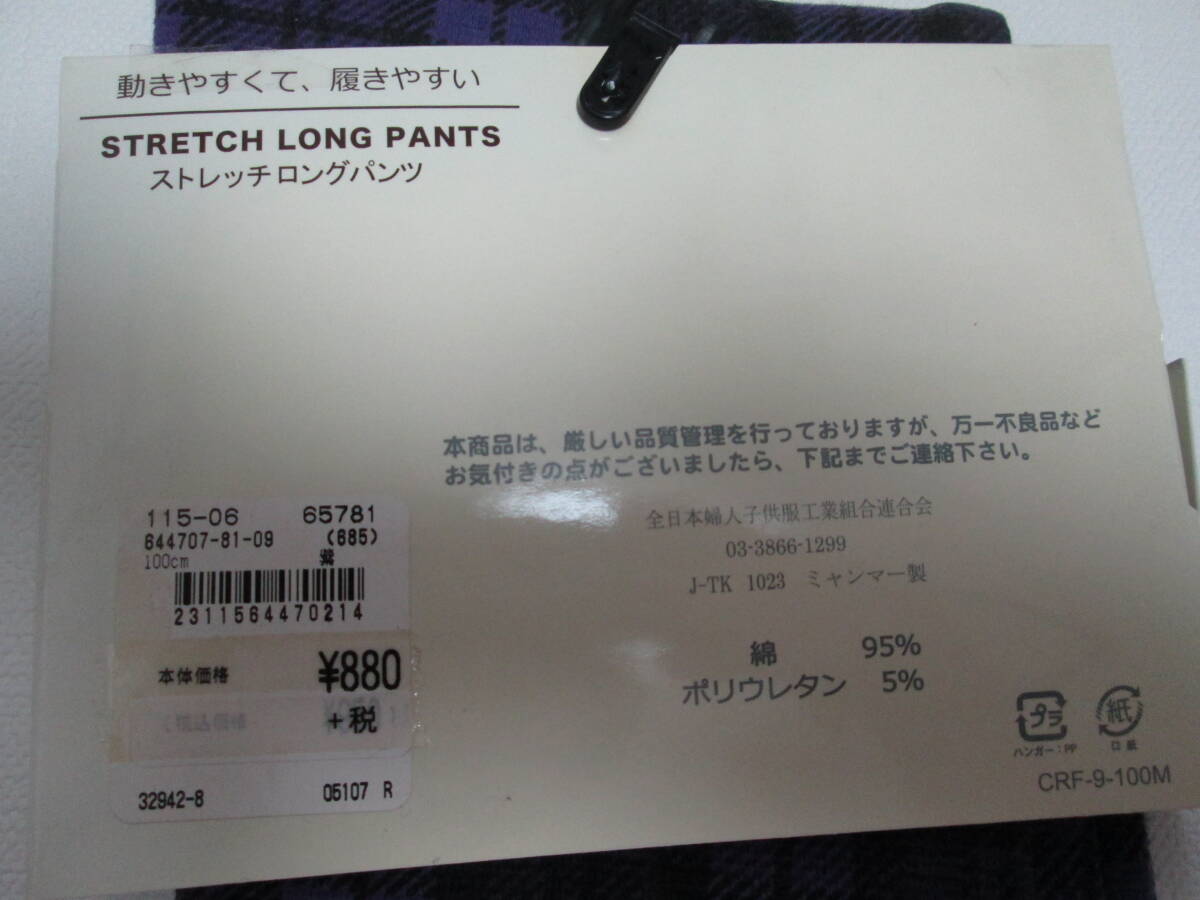 動きやすくて、履きやすい
STRETCH LONG PANTS
ストレッチロングパンツ
本商品は、厳しい品質管理を行っておりますが、万一不良品など
お気付きの点がございましたら、下記までご連絡下さい。
全日本婦人子供服工業組合連合会
03-3866-1299
J-TK 1023 ミャンマー製
綿 95%
ポリウレタン 5%
プラ
ハンガー:PP
紙
口紙
CRF-9-100M
115-06 65781
644707-81-09 (685)
100cm 紫
2311564470214
本体価格 ¥880
税込価格
+税
32942-8 05107 R